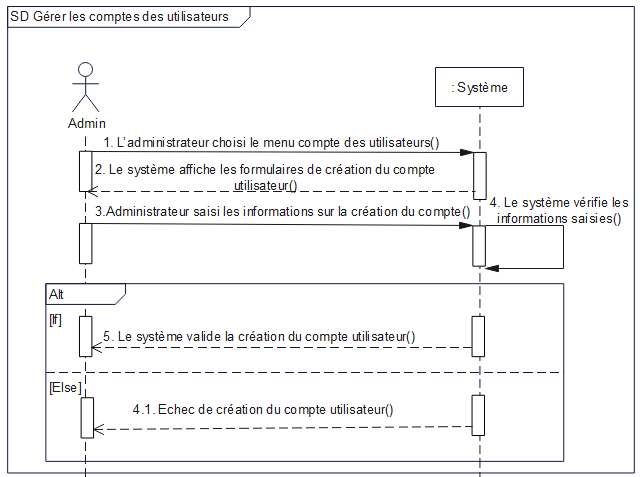 SD Gérer les comptes des utilisateurs
Admin
: Système
1. L'administrateur choisi le menu compte des utilisateurs()
2. Le système affiche les formulaires de création du compte
utilisateur()
3.Administrateur saisi les informations sur la création du compte()
4. Le système vérifie les
informations saisies()
Alt
[If]
5. Le système valide la création du compte utilisateur()
[Else]
4.1. Echec de création du compte utilisateur()